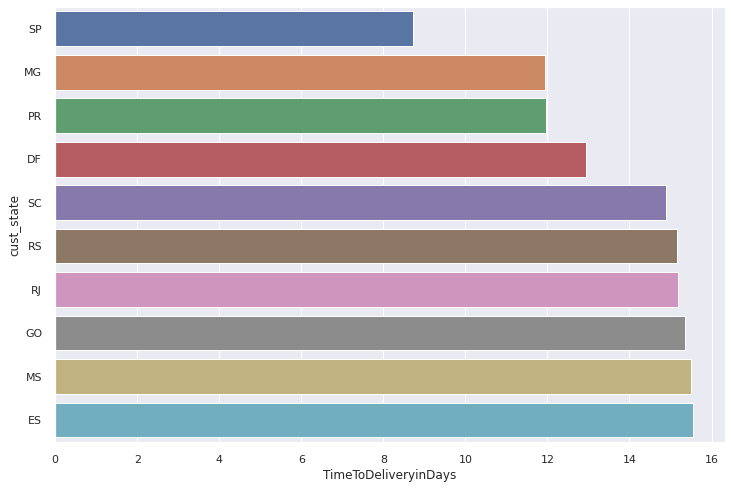 SP
MG
PR
DF
SC
RS
RJ
GO
MS
ES
cust_state
0 2 4 6 8 10 12 14 16
TimeToDeliveryinDays